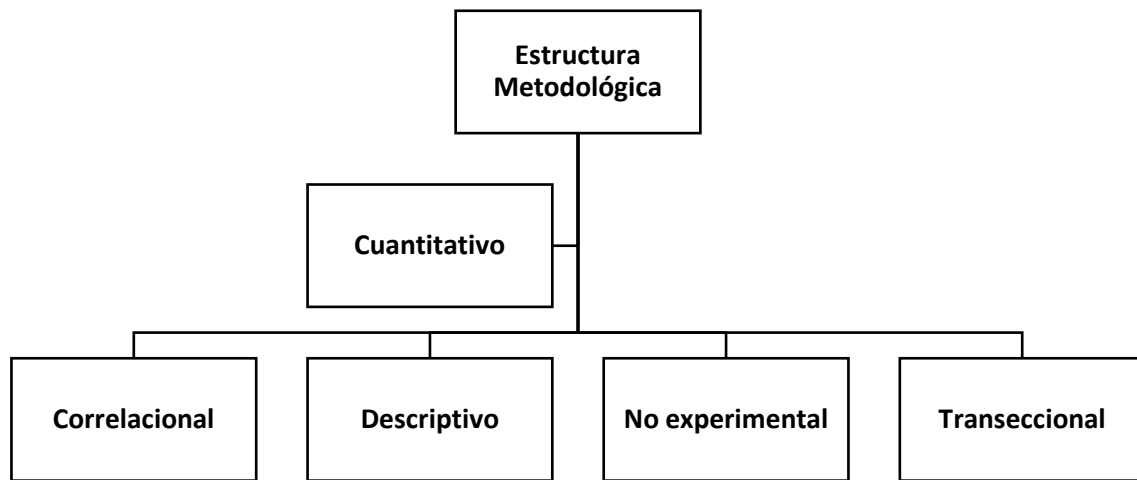 Estructura
Metodológica
Cuantitativo
Correlacional
Descriptivo
No experimental
Transeccional